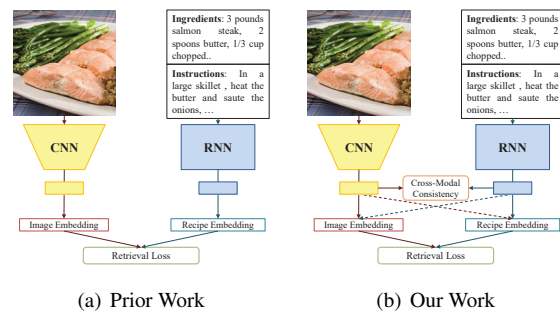 Ingredients: 3 pounds
salmon steak, 2
spoons butter, 1/3 cup
chopped..
Instructions: In a
large skillet , heat the
butter and saute the
onions, …
CNN
RNN
Image Embedding
Recipe Embedding
Retrieval Loss
(a) Prior Work
Ingredients: 3 pounds
salmon steak, 2
spoons butter, 1/3 cup
chopped..
Instructions: In a
large skillet , heat the
butter and saute the
onions, …
CNN
RNN
Cross-Modal
Consistency
Image Embedding
Recipe Embedding
Retrieval Loss
(b) Our Work